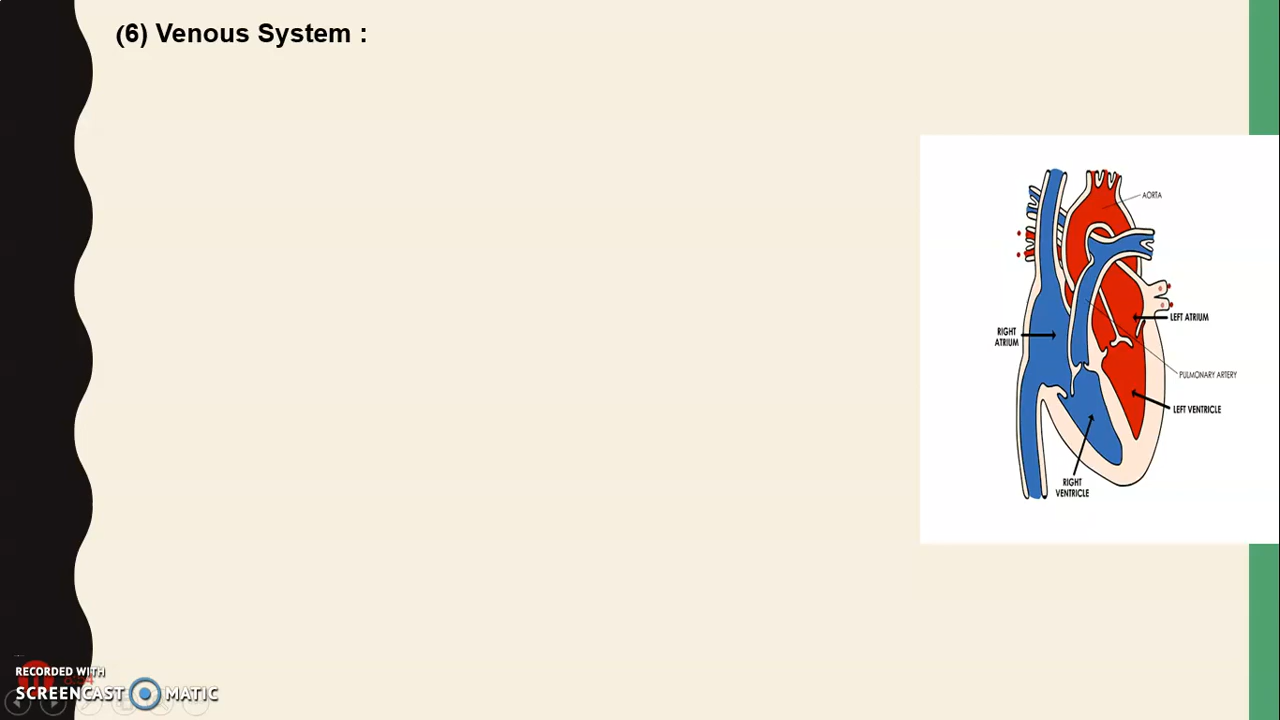 (6) Venous System :
AORTA
LEFT ATRIUM
RIGHT
ATRIUM
PULMONARY ARTERY
LEFT VENTRICLE
RIGHT
VENTRICLE
RECORDED WITH
SCREENCAST MATIC